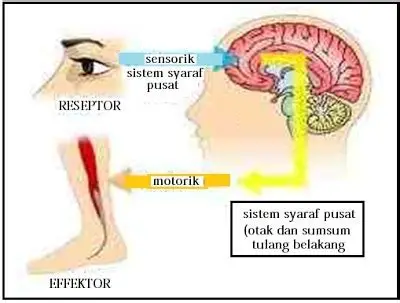 sensorik
sistem syaraf
pusat
RESEPTOR
motorik
sistem syaraf pusat
(otak dan sumsum
tulang belakang
EFFEKTOR